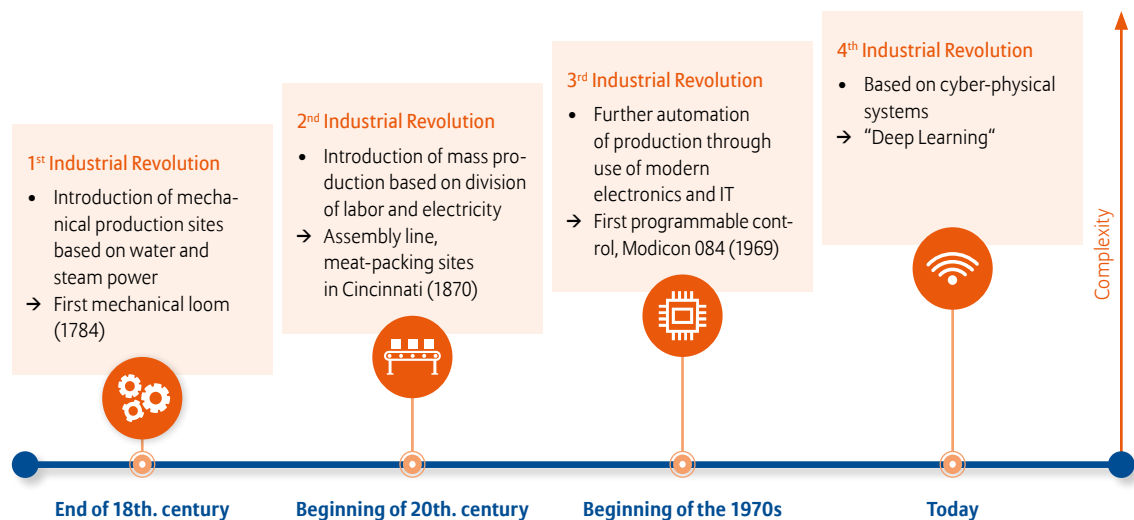 1st Industrial Revolution
• Introduction of mecha-
nical production sites
based on water and
steam power
→ First mechanical loom
(1784)
2nd Industrial Revolution
• Introduction of mass pro-
duction based on division
of labor and electricity
→ Assembly line,
meat-packing sites
in Cincinnati (1870)
3rd Industrial Revolution
• Further automation
of production through
use of modern
electronics and IT
→ First programmable cont-
rol, Modicon 084 (1969)
4th Industrial Revolution
• Based on cyber-physical
systems
→ “Deep Learning“
Complexity
End of 18th. century
Beginning of 20th. century
Beginning of the 1970s
Today